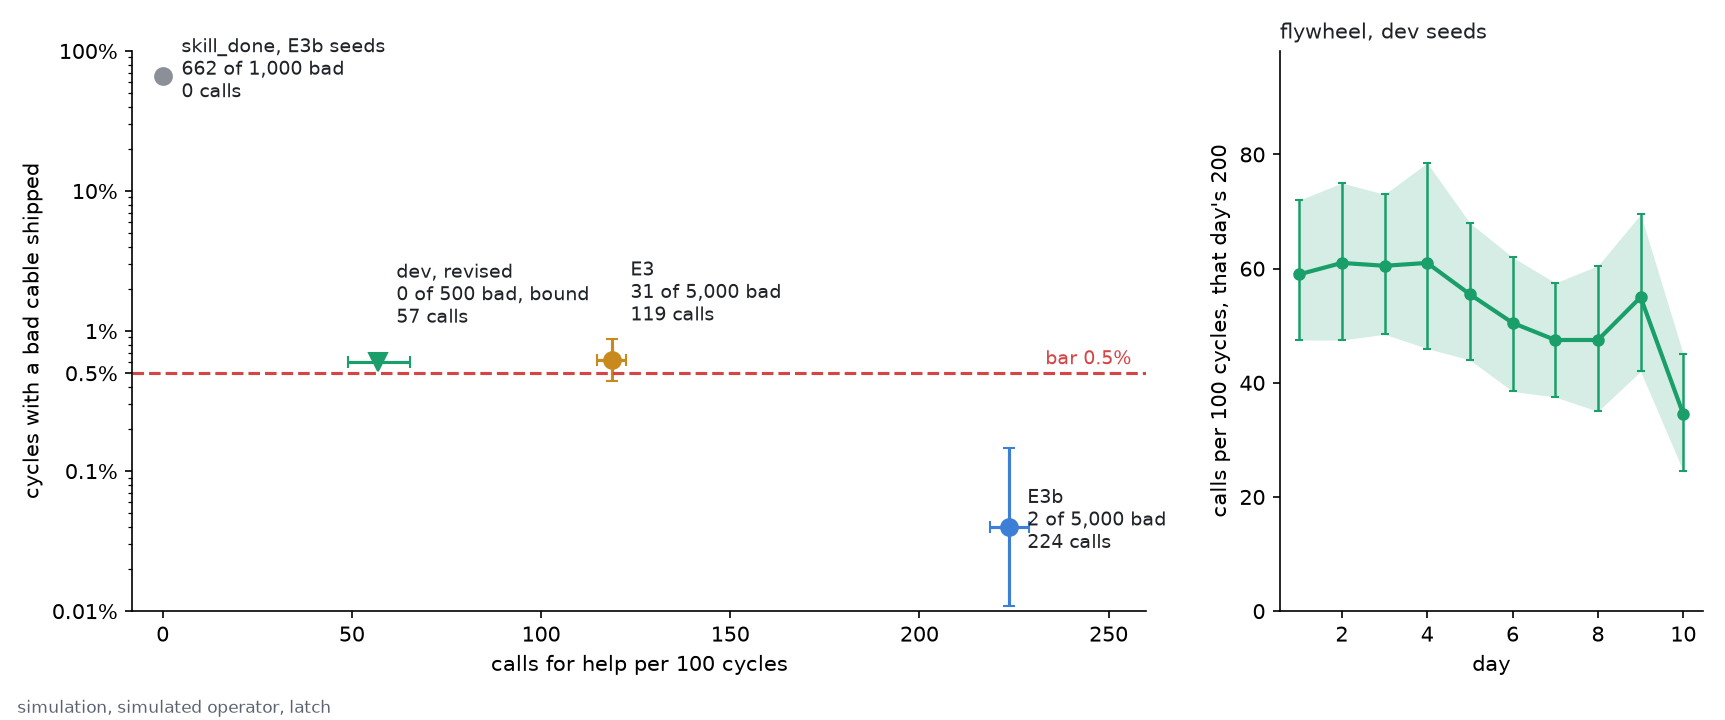 skill_done, E3b seeds
662 of 1,000 bad
0 calls
dev, revised
0 of 500 bad, bound
57 calls
E3
31 of 5,000 bad
119 calls
bar 0.5%
E3b
2 of 5,000 bad
224 calls
100%
10%
1%
0.5%
0.1%
0.01%
cycles with a bad cable shipped
0 50 100 150 200 250
calls for help per 100 cycles
flywheel, dev seeds
80
60
40
20
0
calls per 100 cycles, that day's 200
2 4 6 8 10
day
simulation, simulated operator, latch